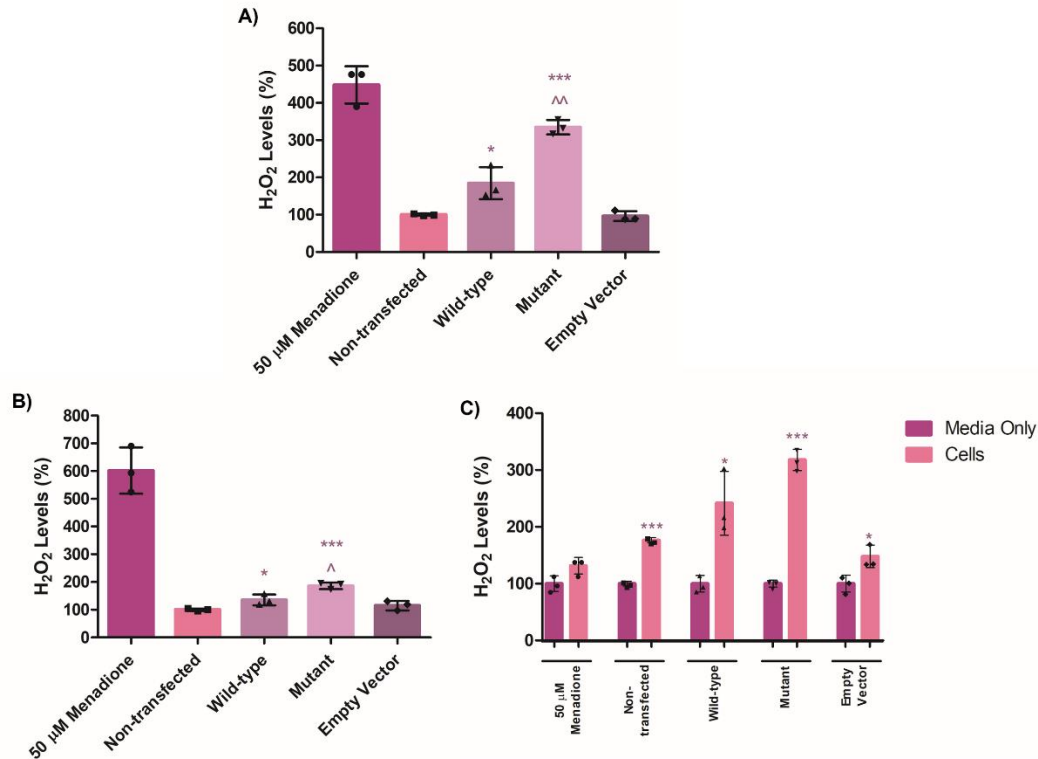 A)
H₂O₂ Levels (%)
600
500
400
300
200
100
0
*
***
^^
50 μM Menadione
Non-transfected
Wild-type
Mutant
Empty Vector
B)
H₂O₂ Levels (%)
800
700
600
500
400
300
200
100
0
*
***
^
50 μM Menadione
Non-transfected
Wild-type
Mutant
Empty Vector
C)
H₂O₂ Levels (%)
400
300
200
100
0
***
*
***
*
50 μM
Menadione
Non-
transfected
Wild-type
Mutant
Empty
Vector
Media Only
Cells